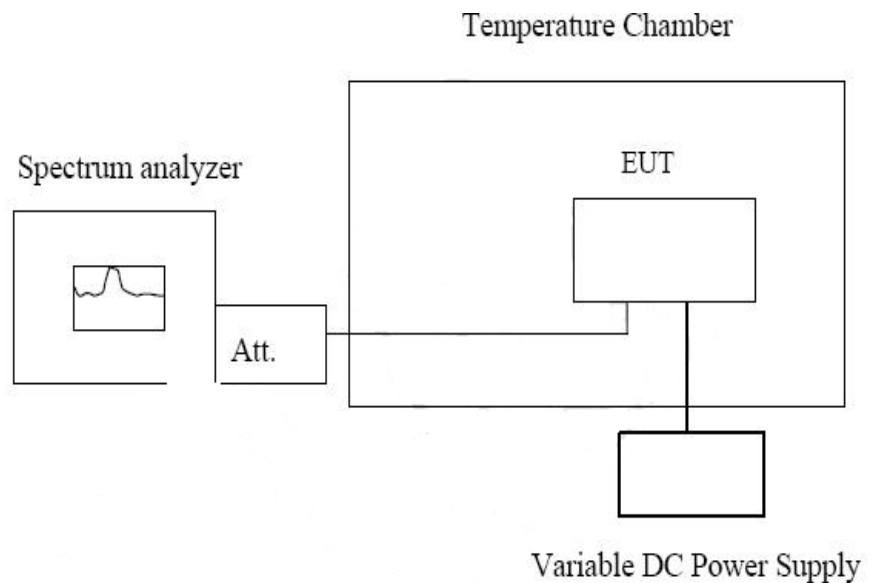 Temperature Chamber
Spectrum analyzer
EUT
Att.
Variable DC Power Supply